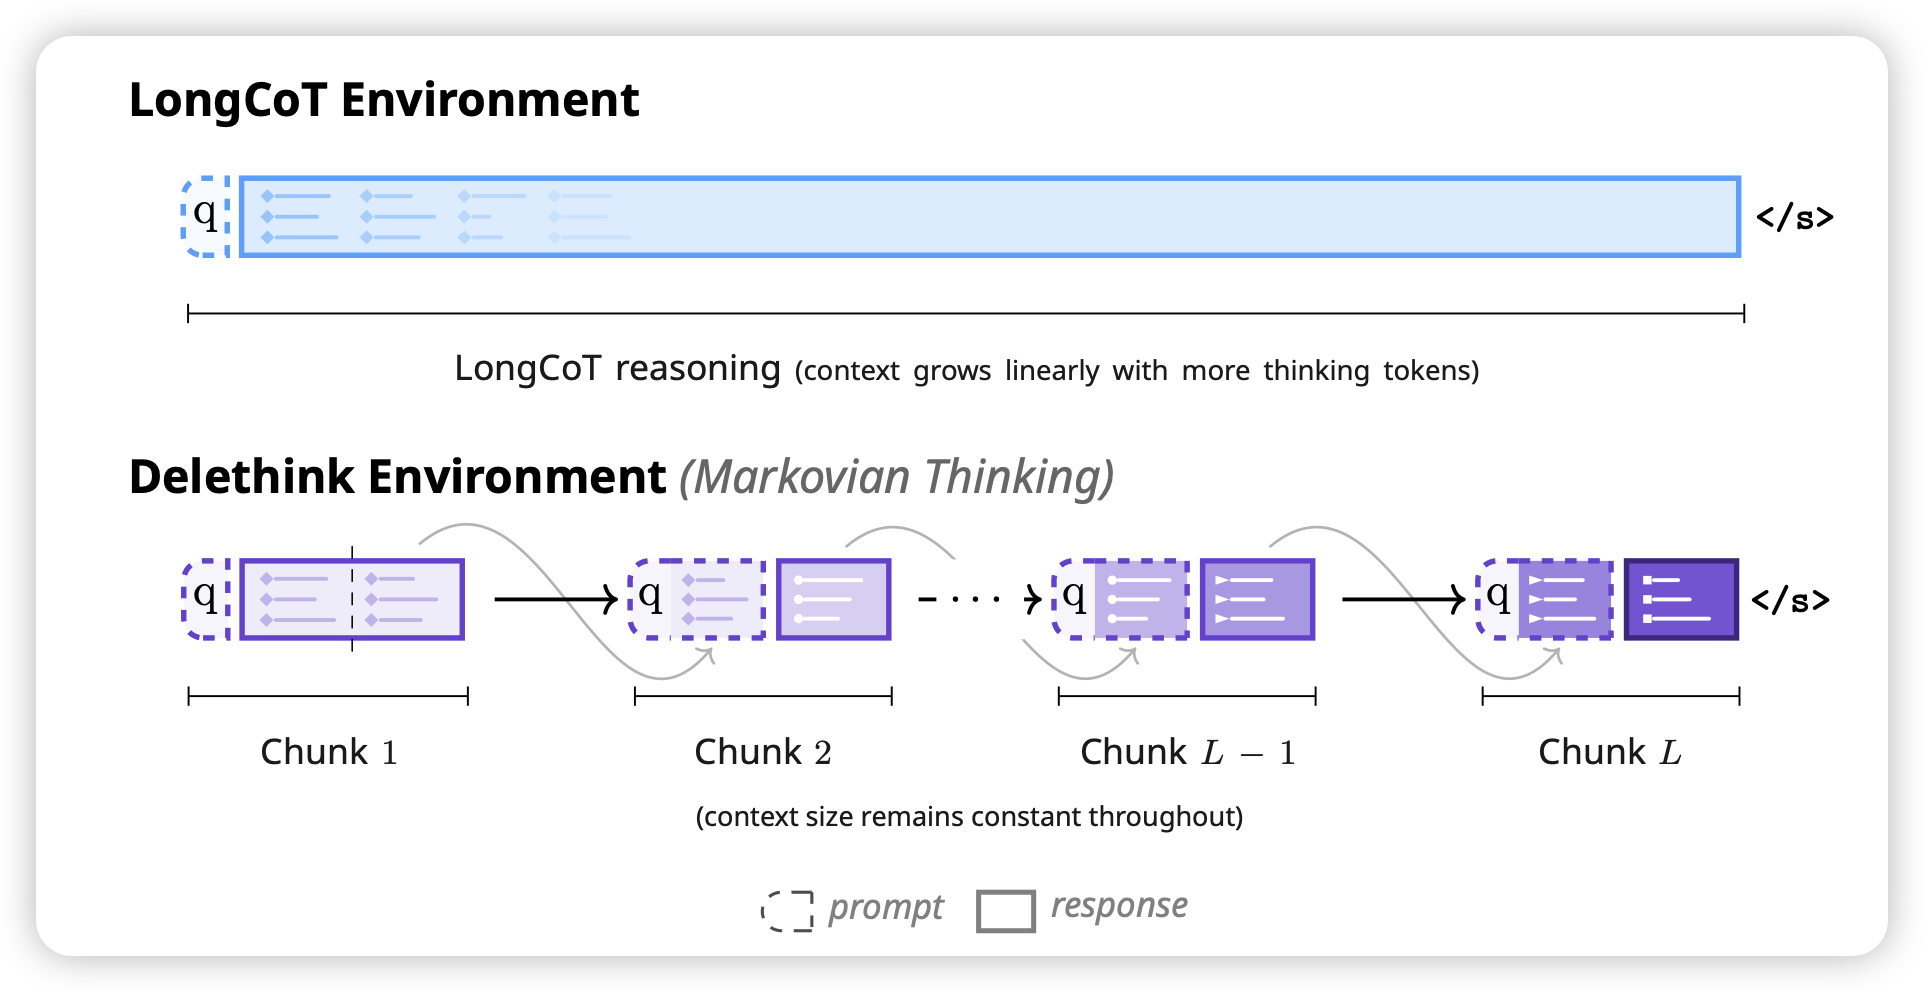 LongCoT Environment
q </s>
LongCoT reasoning (context grows linearly with more thinking tokens)
Delethink Environment (Markovian Thinking)
q q ··· q q </s>
Chunk 1 Chunk 2 Chunk L − 1 Chunk L
(context size remains constant throughout)
prompt response